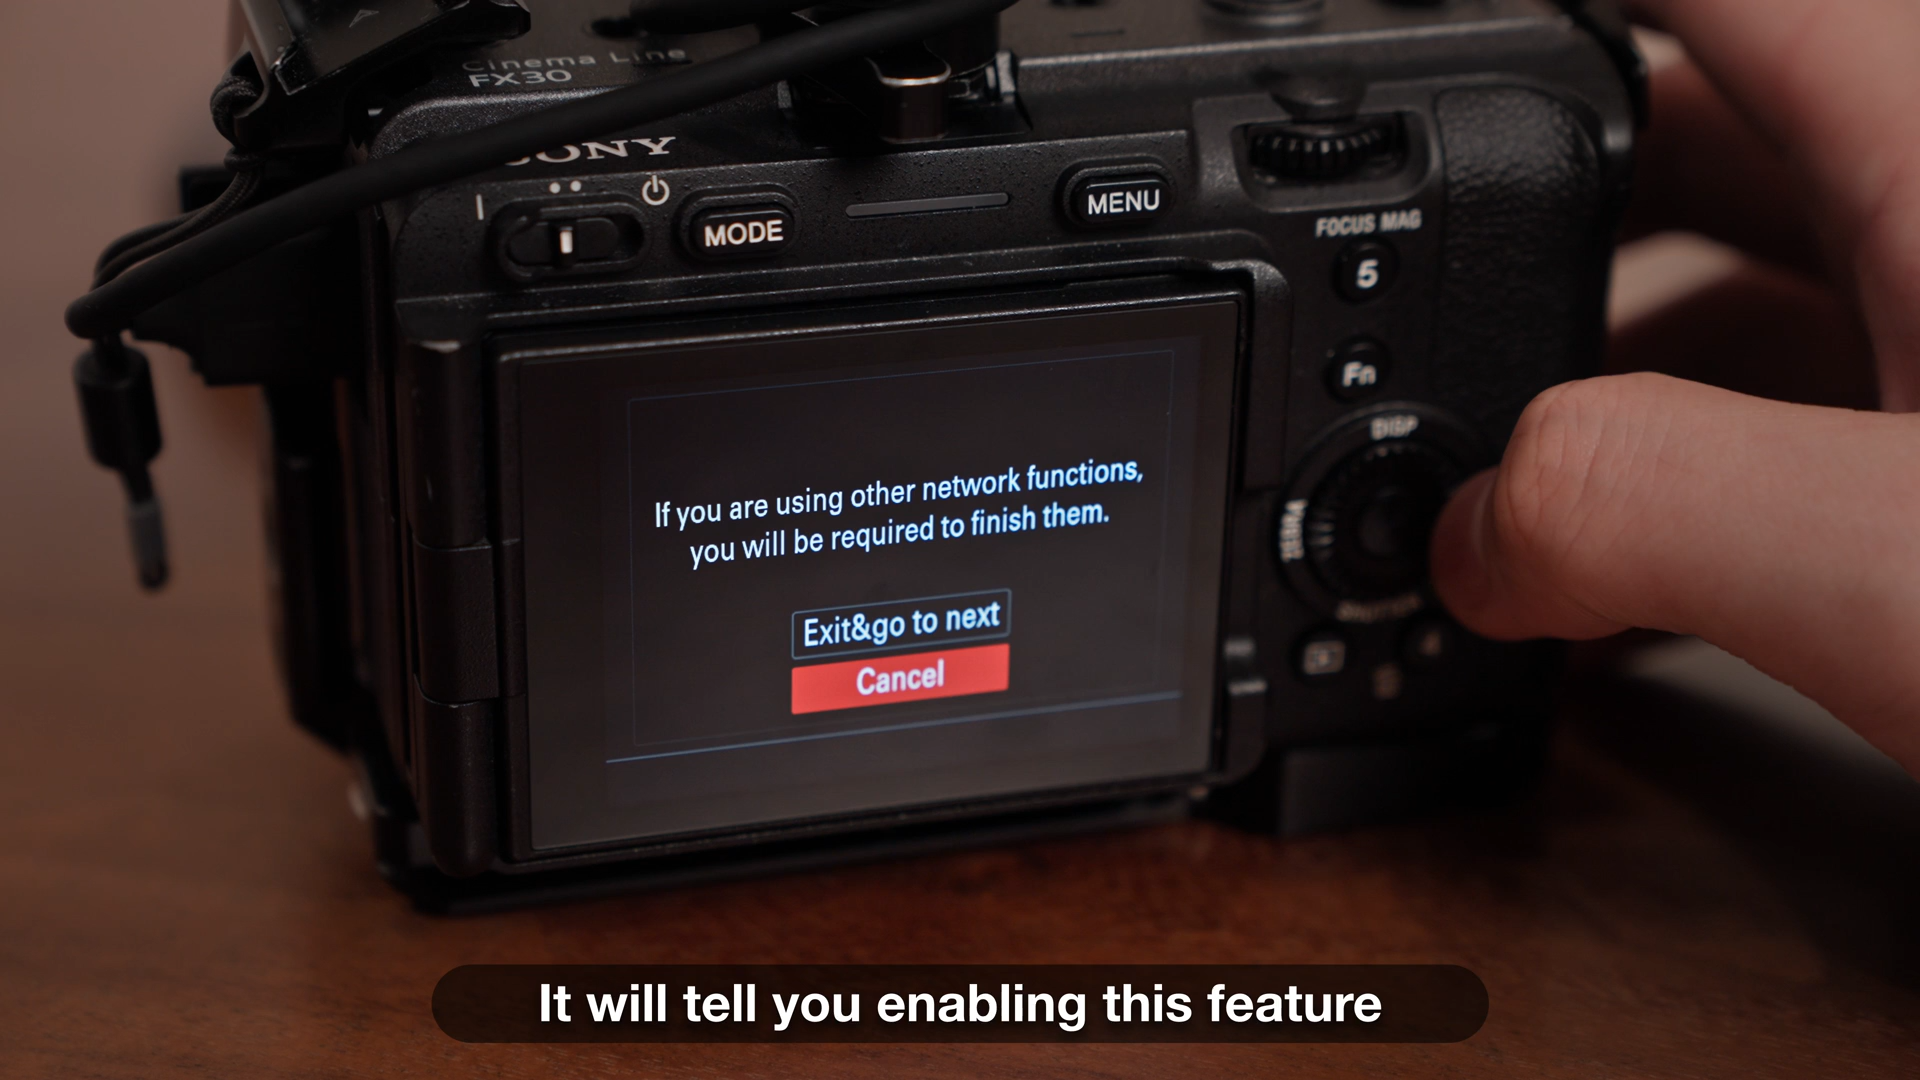 Cinema Line
FX30
SONY
MODE
MENU
FOCUS MAG
5
Fn
DISP
If you are using other network functions,
you will be required to finish them.
Exit&go to next
Cancel
It will tell you enabling this feature